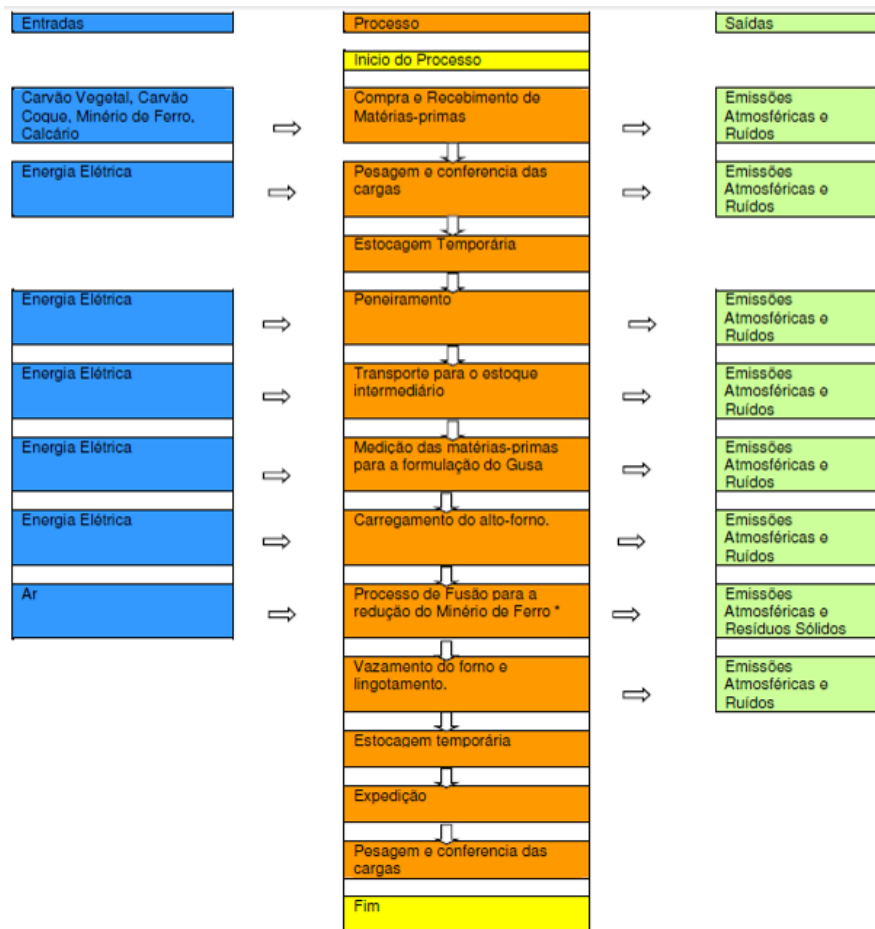 Entradas
Processo
Saídas
Inicio do Processo
Carvão Vegetal, Carvão
Coque, Minério de Ferro,
Calcário
Compra e Recebimento de
Matérias-primas
Emissões
Atmosféricas e
Ruídos
Energia Elétrica
Pesagem e conferencia das
cargas
Emissões
Atmosféricas e
Ruídos
Estocagem Temporária
Energia Elétrica
Peneiramento
Emissões
Atmosféricas e
Ruídos
Energia Elétrica
Transporte para o estoque
intermediário
Emissões
Atmosféricas e
Ruídos
Energia Elétrica
Medição das matérias-primas
para a formulação do Gusa
Emissões
Atmosféricas e
Ruídos
Energia Elétrica
Carregamento do alto-forno.
Emissões
Atmosféricas e
Ruídos
Ar
Processo de Fusão para a
redução do Minério de Ferro *
Emissões
Atmosféricas e
Resíduos Sólidos
Vazamento do forno e
lingotamento.
Emissões
Atmosféricas e
Ruídos
Estocagem temporária
Expedição
Pesagem e conferencia das
cargas
Fim